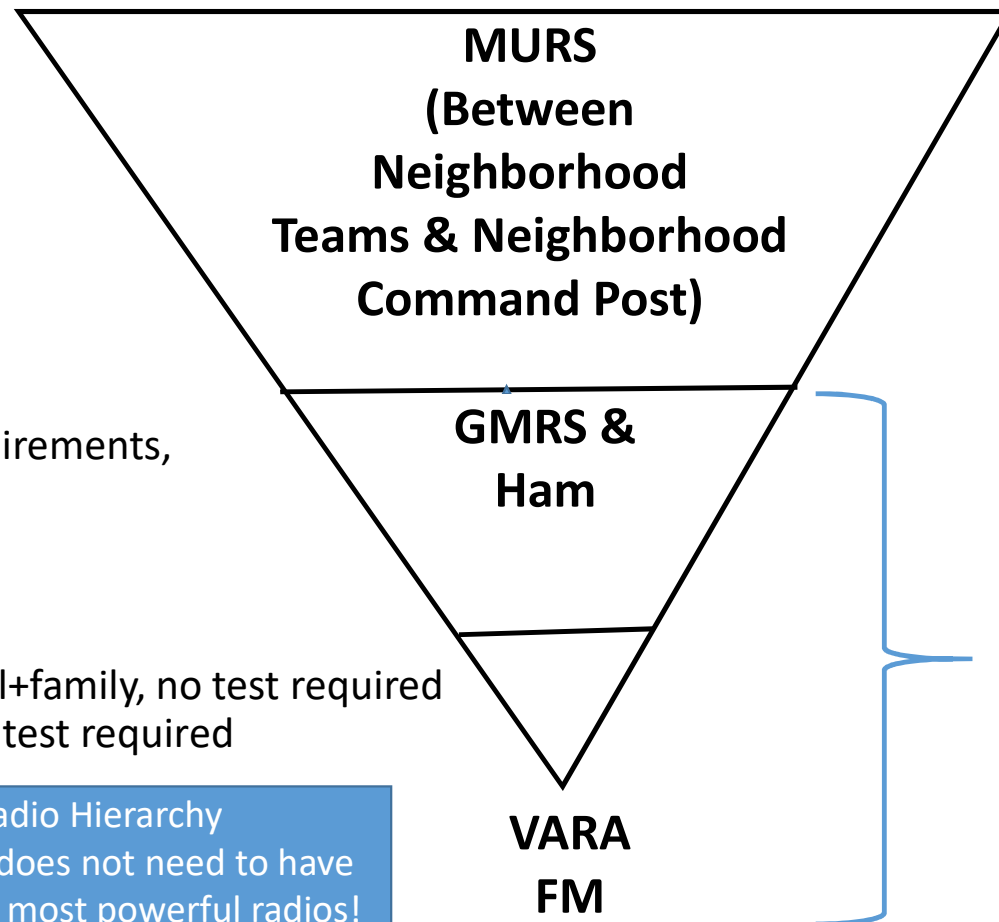 MURS
(Between
Neighborhood
Teams & Neighborhood
Command Post)
GMRS &
Ham
irements,
l+family, no test required
test required
adio Hierarchy
does not need to have
most powerful radios!
VARA
FM